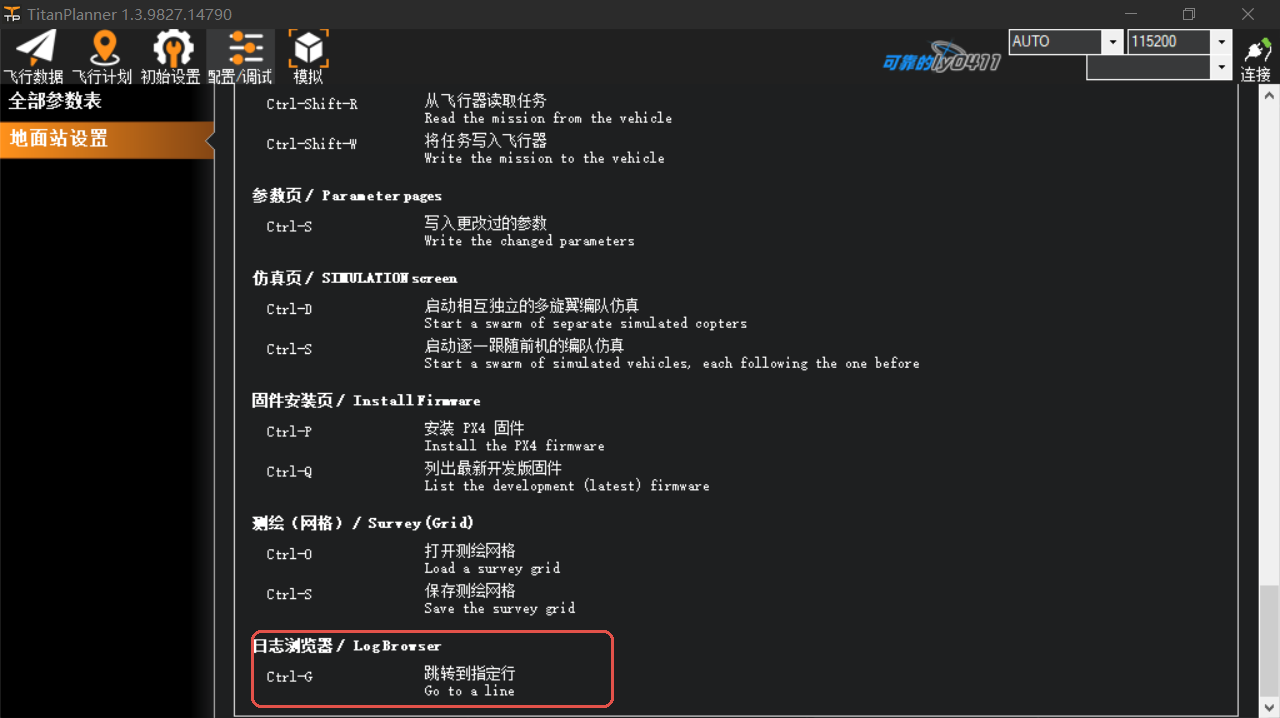 TitanPlanner 1.3.9827.14790
飞行数据 飞行计划 初始设置 配置/调试 模拟
可靠的lyo411
AUTO 115200
连接
全部参数表
地面站设置
Ctrl-Shift-R 从飞行器读取任务
Read the mission from the vehicle
Ctrl-Shift-W 将任务写入飞行器
Write the mission to the vehicle
参数页 / Parameter pages
Ctrl-S 写入更改过的参数
Write the changed parameters
仿真页 / SIMULATION screen
Ctrl-D 启动相互独立的多旋翼编队仿真
Start a swarm of separate simulated copters
Ctrl-S 启动逐一跟随前机的编队仿真
Start a swarm of simulated vehicles, each following the one before
固件安装页 / Install Firmware
Ctrl-P 安装 PX4 固件
Install the PX4 firmware
Ctrl-Q 列出最新开发版固件
List the development (latest) firmware
测绘（网格） / Survey (Grid)
Ctrl-O 打开测绘网格
Load a survey grid
Ctrl-S 保存测绘网格
Save the survey grid
日志浏览器 / Log Browser
Ctrl-G 跳转到指定行
Go to a line